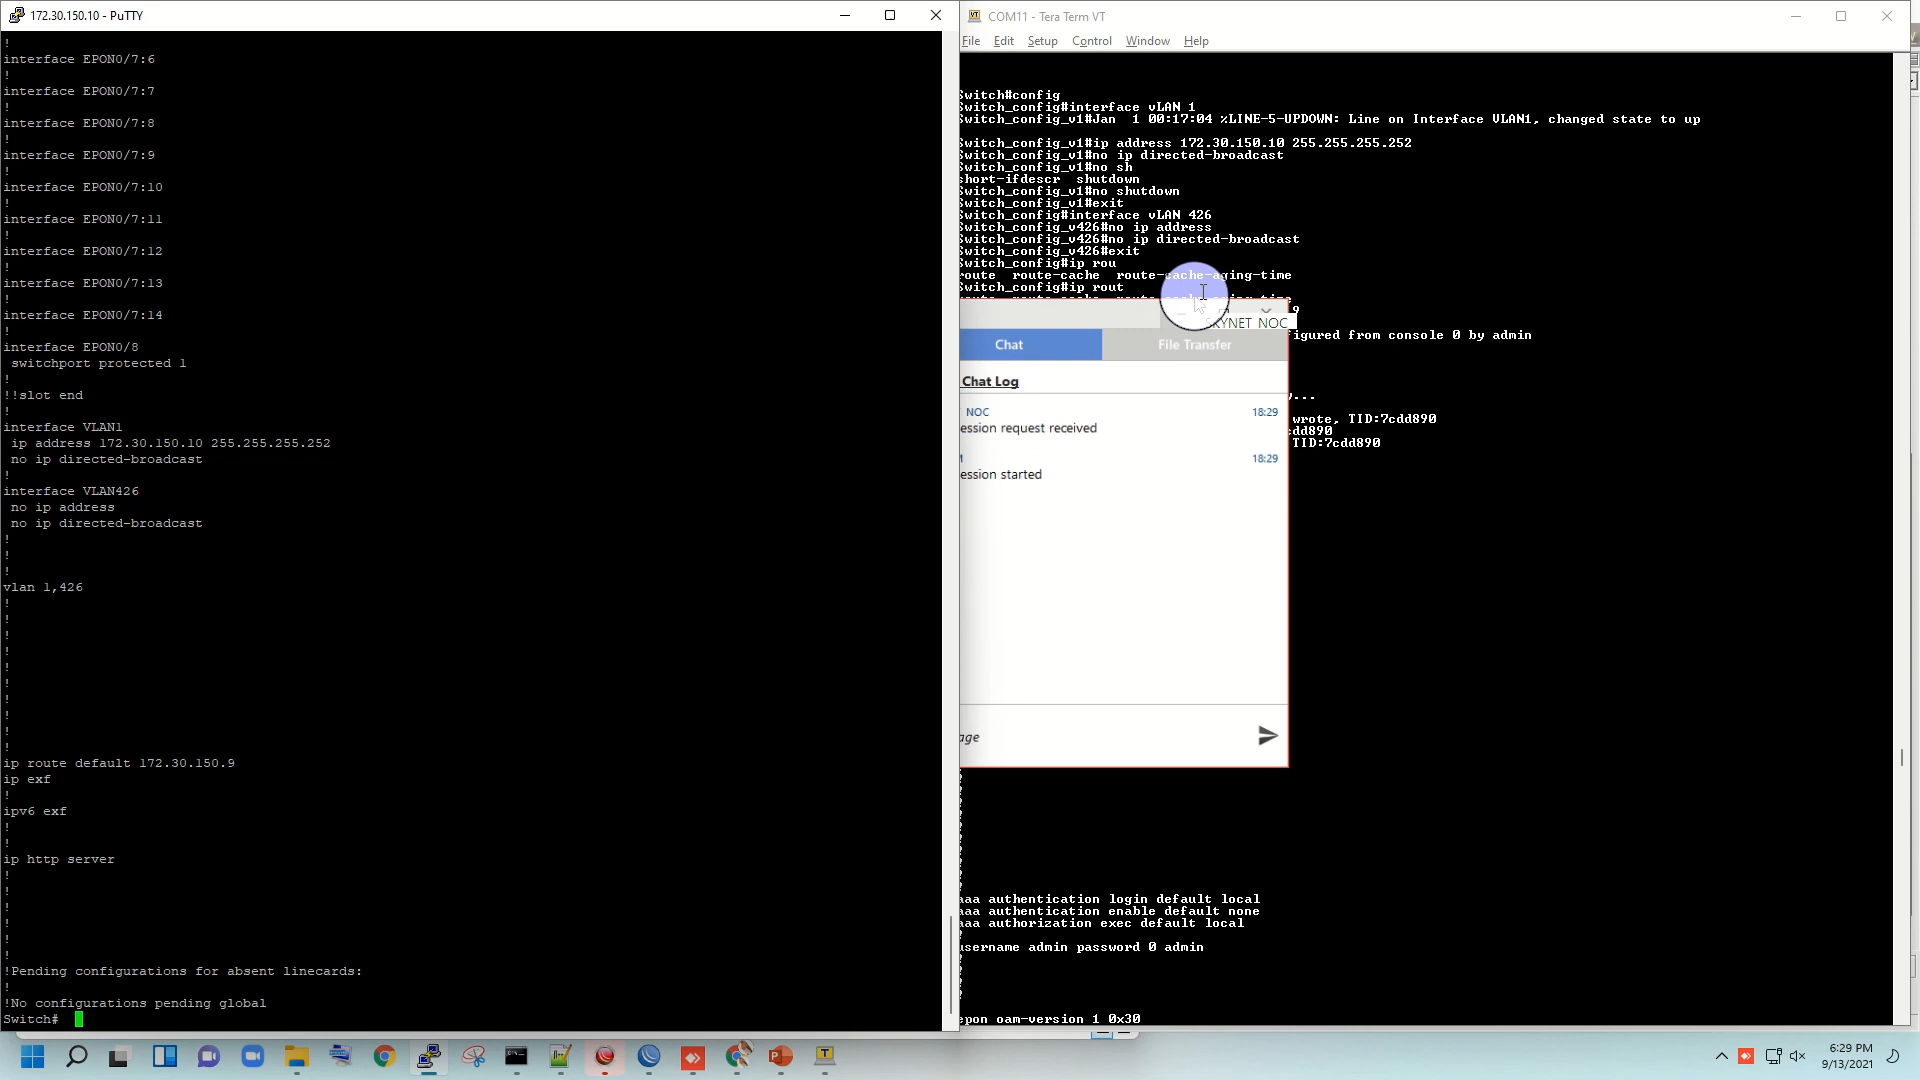 172.30.150.10 - PuTTY
!
interface EPON0/7:6
!
interface EPON0/7:7
!
interface EPON0/7:8
!
interface EPON0/7:9
!
interface EPON0/7:10
!
interface EPON0/7:11
!
interface EPON0/7:12
!
interface EPON0/7:13
!
interface EPON0/7:14
!
interface EPON0/8
switchport protected 1
!
!!slot end
!
interface VLAN1
ip address 172.30.150.10 255.255.255.252
no ip directed-broadcast
!
interface VLAN426
no ip address
no ip directed-broadcast
!
!
!
vlan 1,426
!
!
!
!
!
!
!
!
!
!
ip route default 172.30.150.9
ip exf
!
ipv6 exf
!
!
ip http server
!
!
!
!
!
!
!Pending configurations for absent linecards:
!
!No configurations pending global
Switch#
COM11 - Tera Term VT
File Edit Setup Control Window Help
Switch#config
Switch_config#interface vLAN 1
Switch_config_v1#Jan  1 00:17:04 %LINE-5-UPDOWN: Line on Interface VLAN1, changed state to up
Switch_config_v1#ip address 172.30.150.10 255.255.255.252
Switch_config_v1#no ip directed-broadcast
Switch_config_v1#no sh
short-ifdescr  shutdown
Switch_config_v1#no shutdown
Switch_config_v1#exit
Switch_config#interface vLAN 426
Switch_config_v426#no ip address
Switch_config_v426#no ip directed-broadcast
Switch_config_v426#exit
Switch_config#ip rou
route  route-cache  route-cache-aging-time
Switch_config#ip rout
9
SKYNET NOC
igured from console 0 by admin
Chat File Transfer
Chat Log
...
NOC 18:29
ession request received
wrote, TID:7cdd890
cdd890
TID:7cdd890
18:29
ession started
age
aaa authentication login default local
aaa authentication enable default none
aaa authorization exec default local
username admin password 0 admin
epon oam-version 1 0x30
6:29 PM
9/13/2021